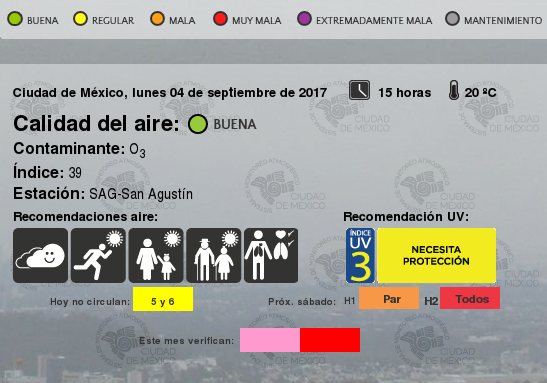 BUENA REGULAR MALA MUY MALA EXTREMADAMENTE MALA MANTENIMIENTO
Ciudad de México, lunes 04 de septiembre de 2017 15 horas 20 ºC
Calidad del aire: BUENA
Contaminante: O3
Índice: 39
Estación: SAG-San Agustín
Recomendaciones aire: Recomendación UV:
ÍNDICE UV 3 NECESITA PROTECCIÓN
Hoy no circulan: 5 y 6 Próx. sábado: H1 Par H2 Todos
Este mes verifican:
CIUDAD DE MÉXICO